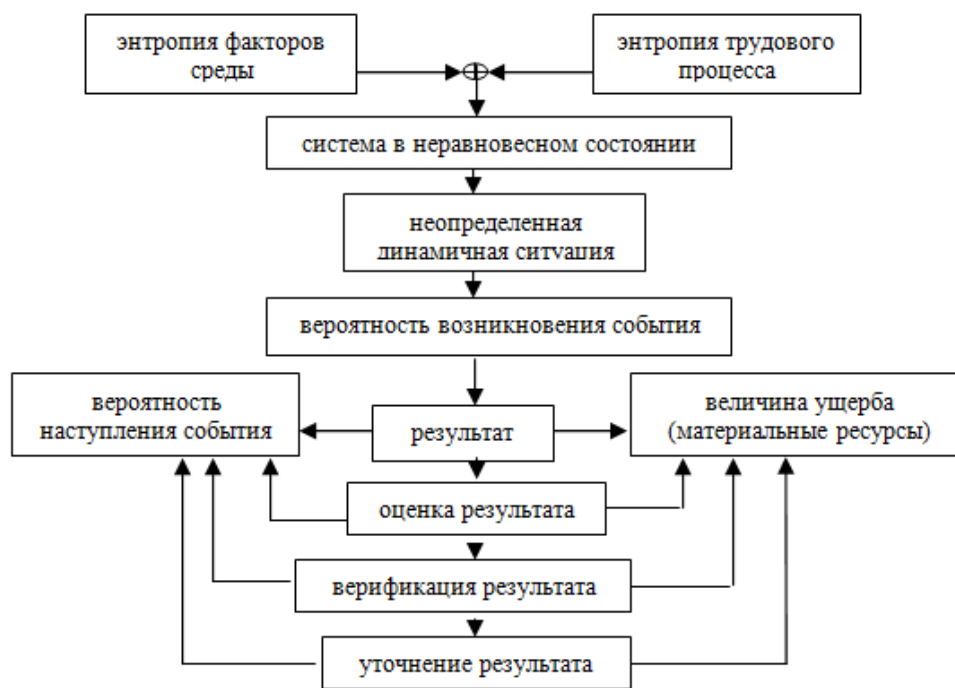 энтропия факторов
среды
энтропия трудового
процесса
система в неравновесном состоянии
неопределенная
динамичная ситуация
вероятность возникновения события
вероятность
наступления события
результат
величина ущерба
(материальные ресурсы)
оценка результата
верификация результата
уточнение результата